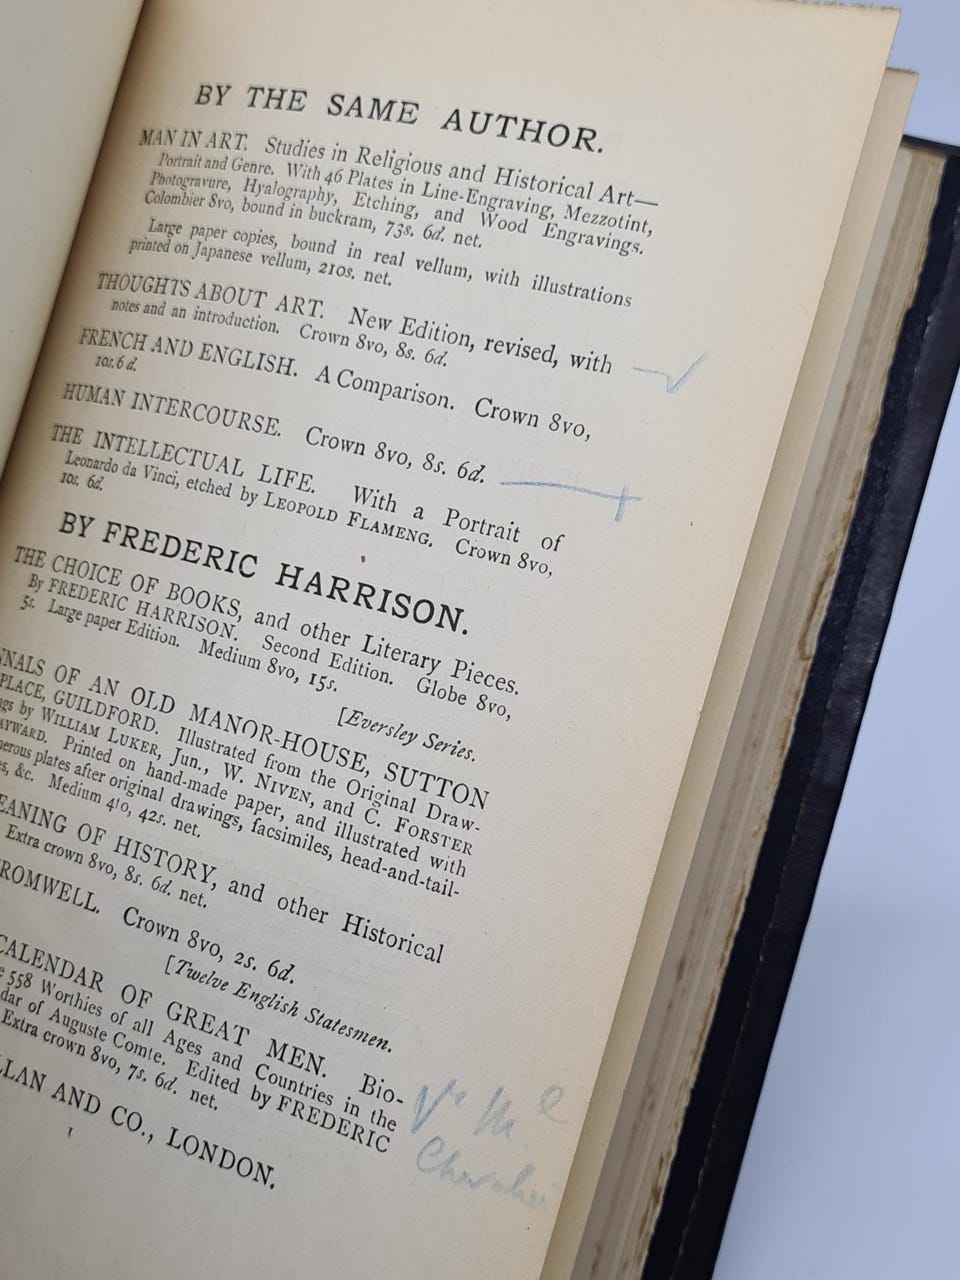 BY THE SAME AUTHOR.
MAN IN ART. Studies in Religious and Historical Art—
Portrait and Genre. With 46 Plates in Line-Engraving, Mezzotint,
Photogravure, Hyalography, Etching, and Wood Engravings.
Colombier 8vo, bound in buckram, 73s. 6d. net.
Large paper copies, bound in real vellum, with illustrations
printed on Japanese vellum, 210s. net.
THOUGHTS ABOUT ART. New Edition, revised, with
notes and an introduction. Crown 8vo, 8s. 6d.
FRENCH AND ENGLISH. A Comparison. Crown 8vo,
10s. 6d.
HUMAN INTERCOURSE. Crown 8vo, 8s. 6d.
THE INTELLECTUAL LIFE. With a Portrait of
Leonardo da Vinci, etched by LEOPOLD FLAMENG. Crown 8vo,
10s. 6d.
BY FREDERIC HARRISON.
THE CHOICE OF BOOKS, and other Literary Pieces.
By FREDERIC HARRISON. Second Edition. Globe 8vo,
5s. Large paper Edition. Medium 8vo, 15s.
[Eversley Series.
NNALS OF AN OLD MANOR-HOUSE, SUTTON
PLACE, GUILDFORD. Illustrated from the Original Draw-
ngs by WILLIAM LUKER, Jun., W. NIVEN, and C. FORSTER
AYWARD. Printed on hand-made paper, and illustrated with
nerous plates after original drawings, facsimiles, head-and-tail-
es, &c. Medium 4to, 42s. net.
EANING OF HISTORY, and other Historical
Extra crown 8vo, 8s. 6d. net.
ROMWELL. Crown 8vo, 2s. 6d.
[Twelve English Statesmen.
CALENDAR OF GREAT MEN. Bio-
e 558 Worthies of all Ages and Countries in the
dar of Auguste Comte. Edited by FREDERIC
Extra crown 8vo, 7s. 6d. net.
LLAN AND CO., LONDON.